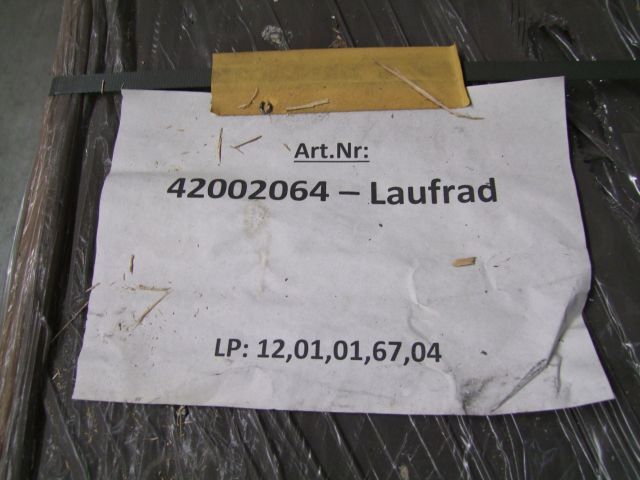 Art.Nr:
42002064 – Laufrad
LP: 12,01,01,67,04